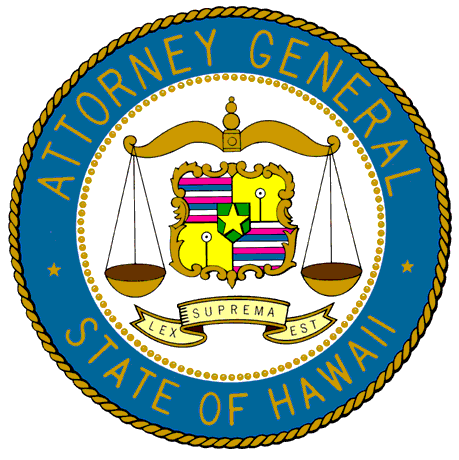 ATTORNEY GENERAL
LEX SUPREMA EST
STATE OF HAWAII